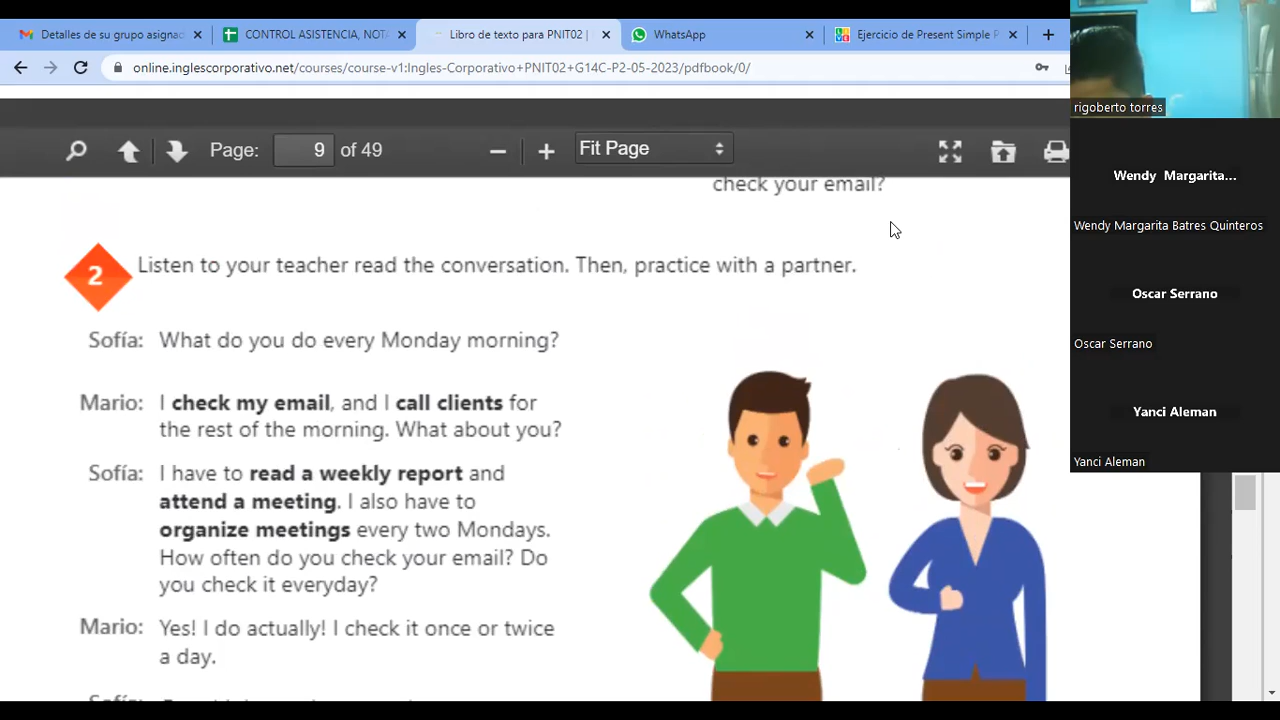 Detalles de su grupo asignad
CONTROL ASISTENCIA, NOT
Libro de texto para PNIT02 |
WhatsApp
Ejercicio de Present Simple P
online.inglescorporativo.net/courses/course-v1:Ingles-Corporativo+PNIT02+G14C-P2-05-2023/pdfbook/0/
Page: 9 of 49
Fit Page
check your email?
2 Listen to your teacher read the conversation. Then, practice with a partner.
Sofía: What do you do every Monday morning?
Mario: I check my email, and I call clients for
the rest of the morning. What about you?
Sofía: I have to read a weekly report and
attend a meeting. I also have to
organize meetings every two Mondays.
How often do you check your email? Do
you check it everyday?
Mario: Yes! I do actually! I check it once or twice
a day.
Sofía:
rigoberto torres
Wendy Margarita...
Wendy Margarita Batres Quinteros
Oscar Serrano
Oscar Serrano
Yanci Aleman
Yanci Aleman